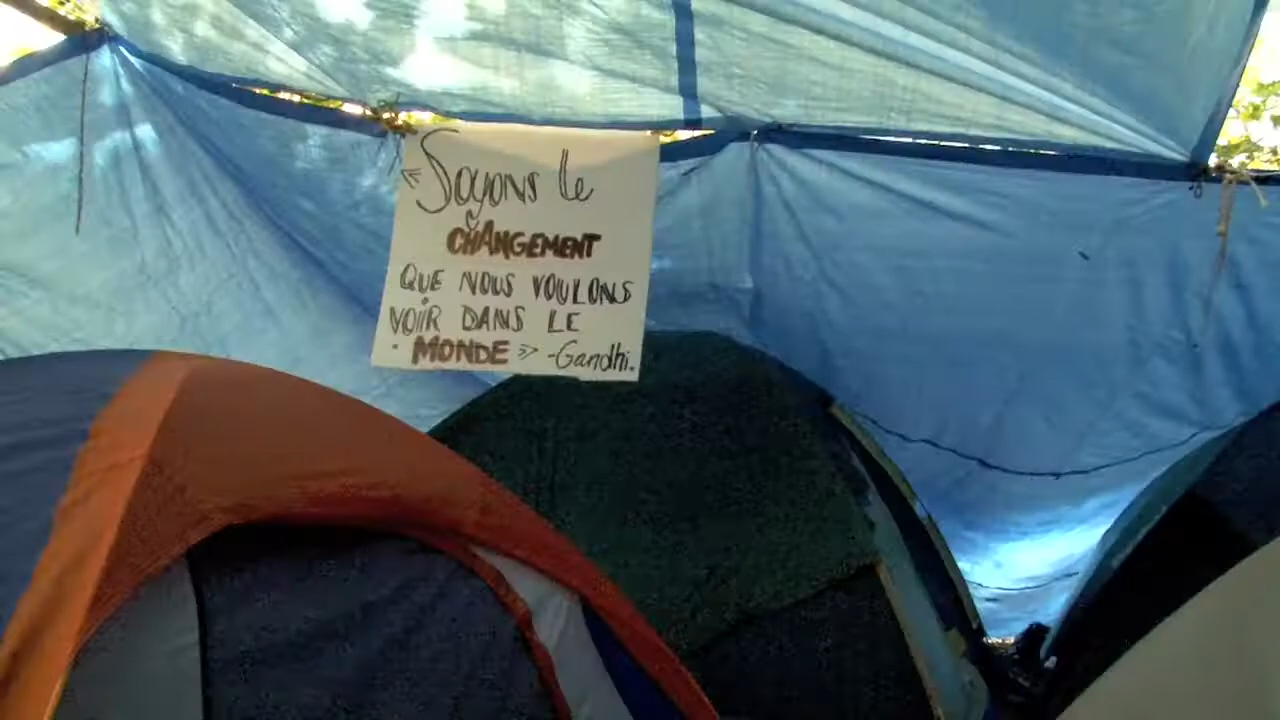 « Soyons le
CHANGEMENT
QUE NOUS VOULONS
VOIR DANS LE
MONDE » -Gandhi.